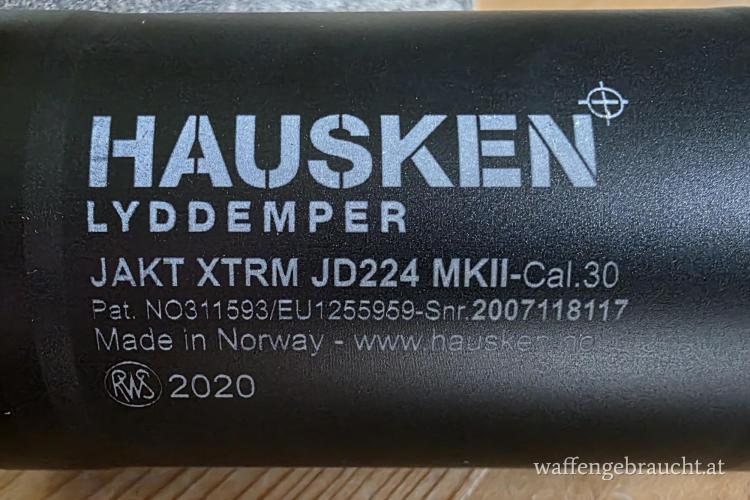 HAUSKEN
LYDDEMPER
JAKT XTRM JD224 MKII-Cal.30
Pat. NO311593/EU1255959-Snr.2007118117
Made in Norway - www.hausken.no
RWS 2020
waffengebraucht.at